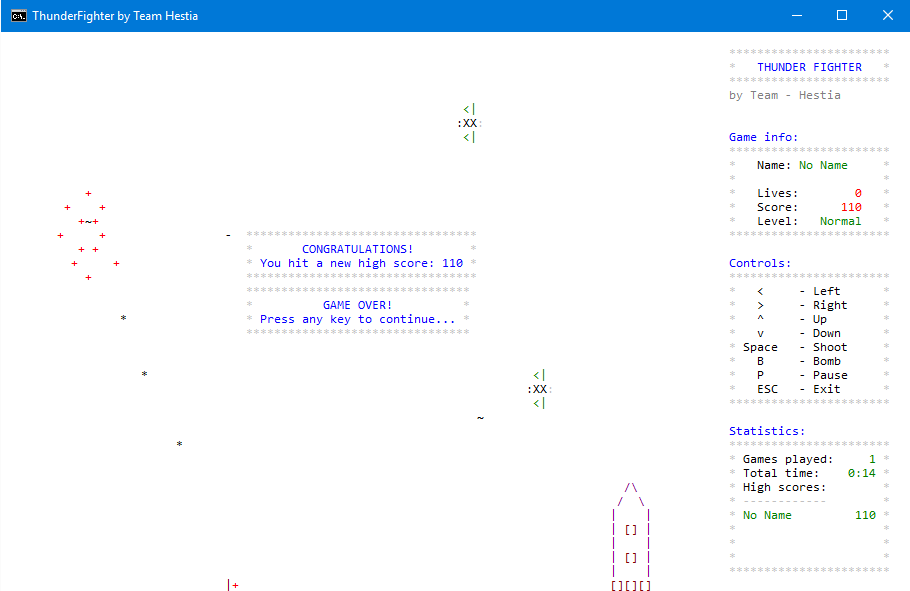 ThunderFighter by Team Hestia
***********************
* THUNDER FIGHTER *
***********************
by Team - Hestia
<|
:XX:
<|
+
+ +
+~+
+ +
+ +
+ +
+
-
*********************************
* CONGRATULATIONS! *
* You hit a new high score: 110 *
*********************************
********************************
* GAME OVER! *
* Press any key to continue... *
********************************
*
*
*
<|
:XX:
<|
~
/\
/ \
| |
| [] |
| |
| [] |
| |
[][][]
|+
Game info:
***********************
* Name: No Name *
* *
* Lives: 0 *
* Score: 110 *
* Level: Normal *
***********************
Controls:
***********************
* < - Left *
* > - Right *
* ^ - Up *
* v - Down *
* Space - Shoot *
* B - Bomb *
* P - Pause *
* ESC - Exit *
***********************
Statistics:
***********************
* Games played: 1 *
* Total time: 0:14 *
* High scores: *
* ------------ *
* No Name 110 *
* *
* *
* *
***********************